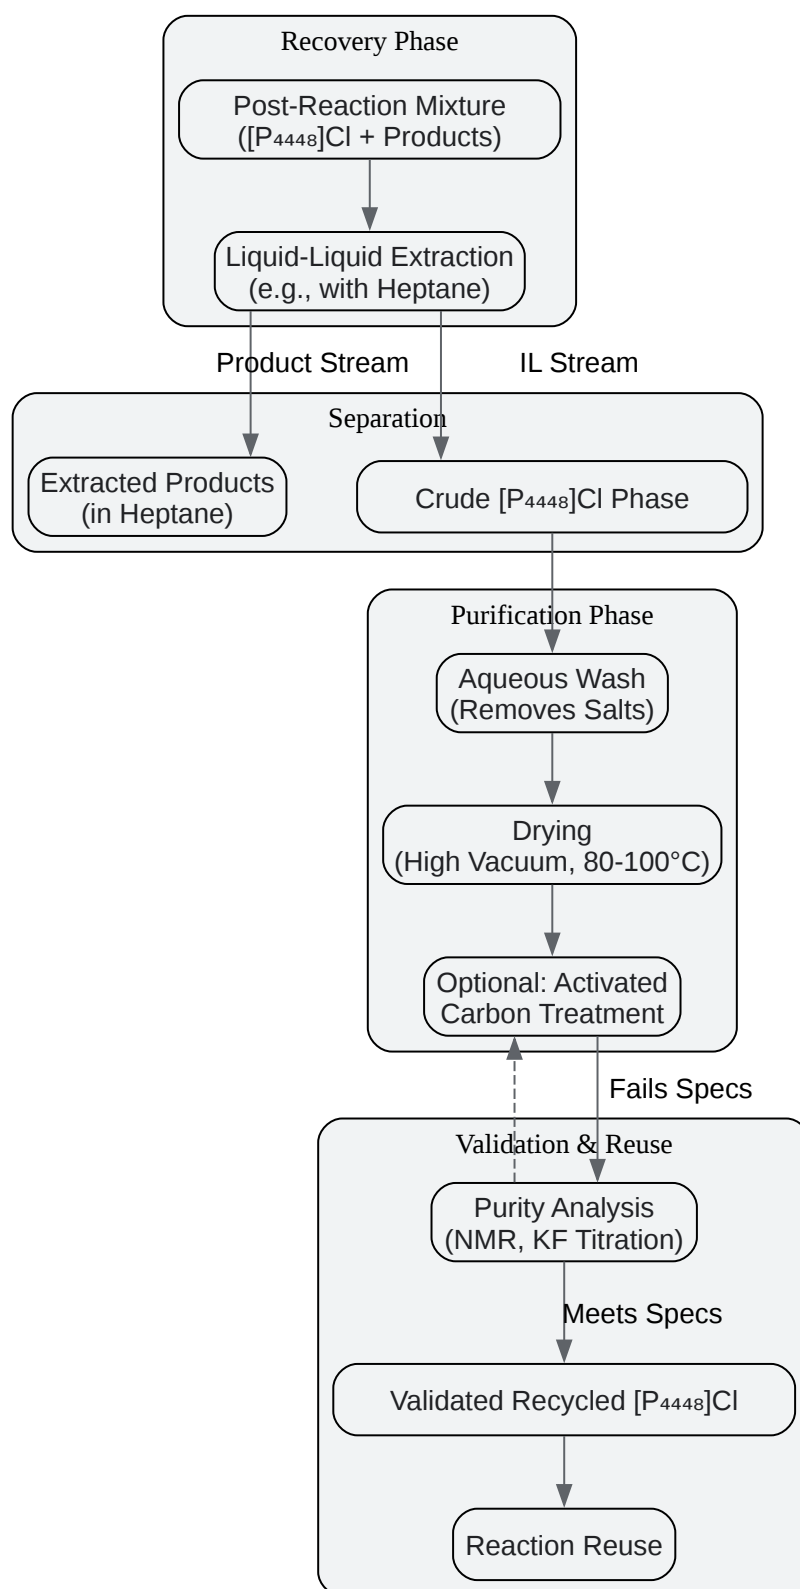 Recovery Phase
Post-Reaction Mixture
([P₄₄₄₈]Cl + Products)
Liquid-Liquid Extraction
(e.g., with Heptane)
Product Stream
IL Stream
Separation
Extracted Products
(in Heptane)
Crude [P₄₄₄₈]Cl Phase
Purification Phase
Aqueous Wash
(Removes Salts)
Drying
(High Vacuum, 80-100°C)
Optional: Activated
Carbon Treatment
Fails Specs
Validation & Reuse
Purity Analysis
(NMR, KF Titration)
Meets Specs
Validated Recycled [P₄₄₄₈]Cl
Reaction Reuse